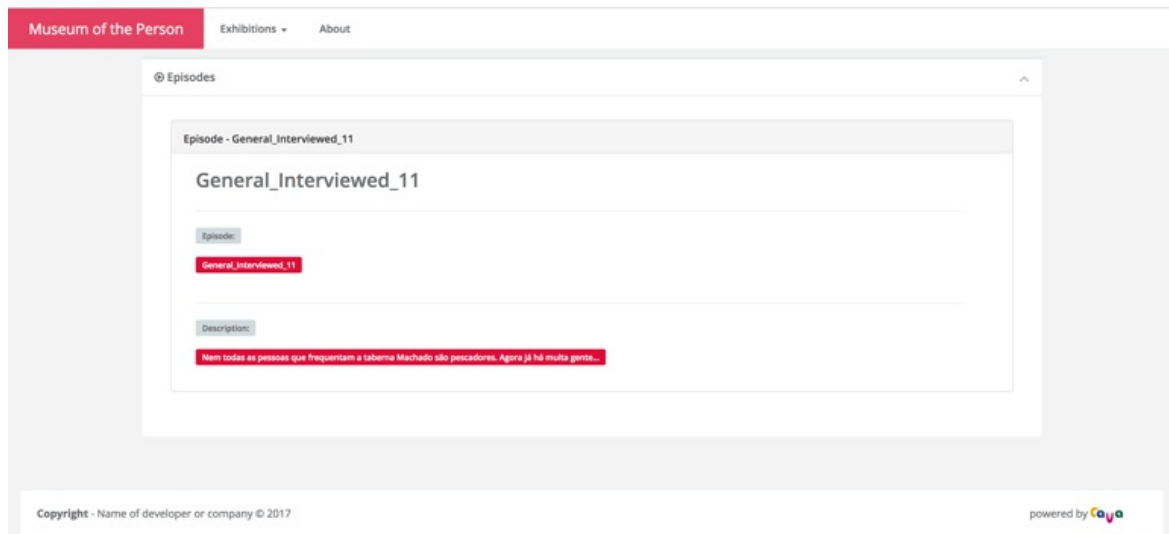 Museum of the Person Exhibitions About
Episodes
Episode - General_Interviewed_11
General_Interviewed_11
Episode:
General_Interviewed_11
Description:
Nem todas as pessoas que frequentam a taberna Machado são pescadores. Agora já há muita gente...
Copyright - Name of developer or company © 2017 powered by Caya